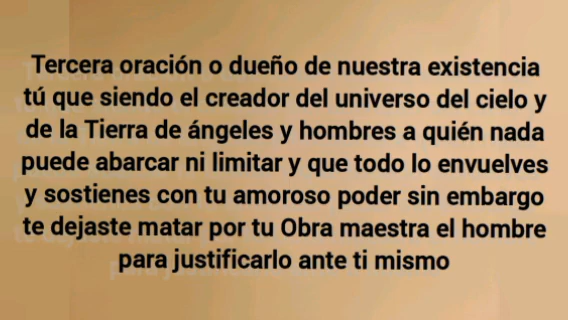 Tercera oración o dueño de nuestra existencia
tú que siendo el creador del universo del cielo y
de la Tierra de ángeles y hombres a quién nada
puede abarcar ni limitar y que todo lo envuelves
y sostienes con tu amoroso poder sin embargo
te dejaste matar por tu Obra maestra el hombre
para justificarlo ante ti mismo